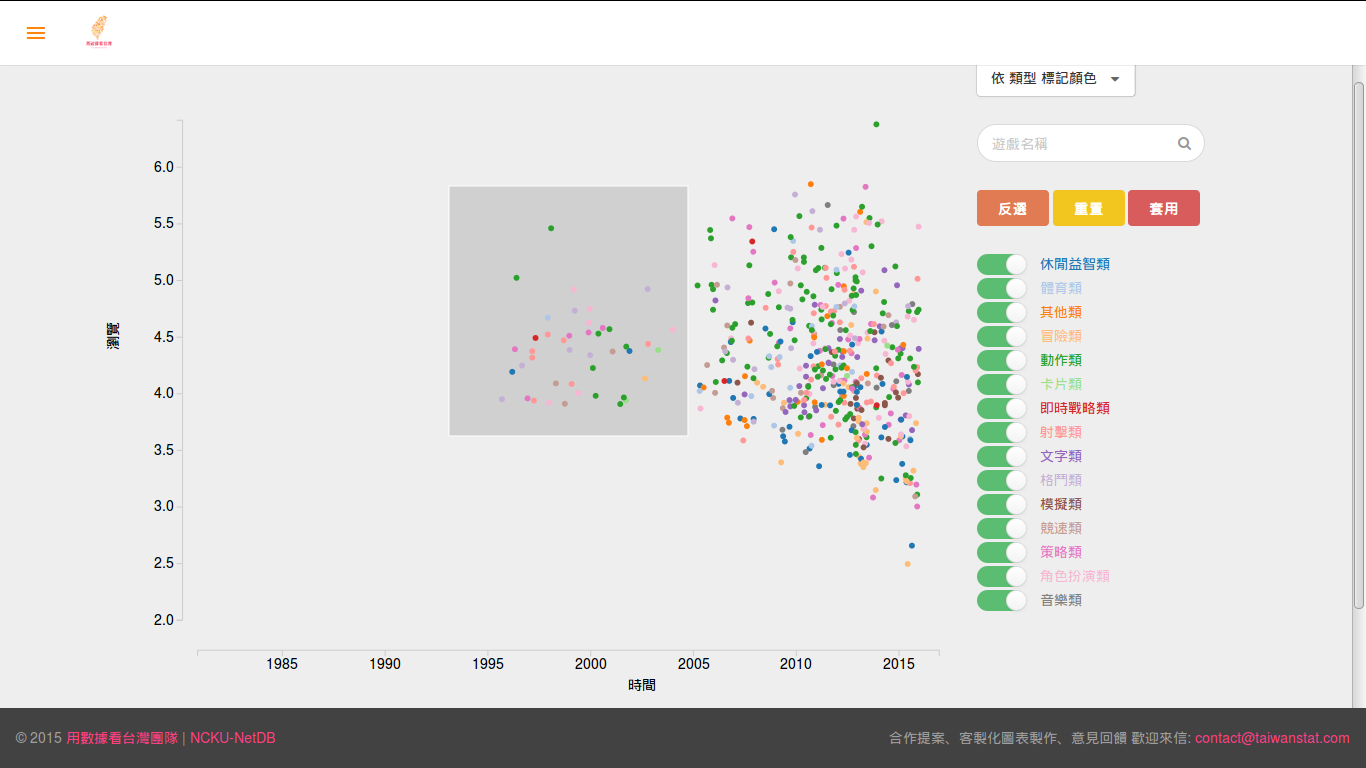 用數據看台灣
依 類型 標記顏色
遊戲名稱
反選 重置 套用
休閒益智類
體育類
其他類
冒險類
動作類
卡片類
即時戰略類
射擊類
文字類
格鬥類
模擬類
競速類
策略類
角色扮演類
音樂類
瀏覽
6.0
5.5
5.0
4.5
4.0
3.5
3.0
2.5
2.0
1985 1990 1995 2000 2005 2010 2015
時間
© 2015 用數據看台灣團隊 | NCKU-NetDB
合作提案、客製化圖表製作、意見回饋 歡迎來信: contact@taiwanstat.com